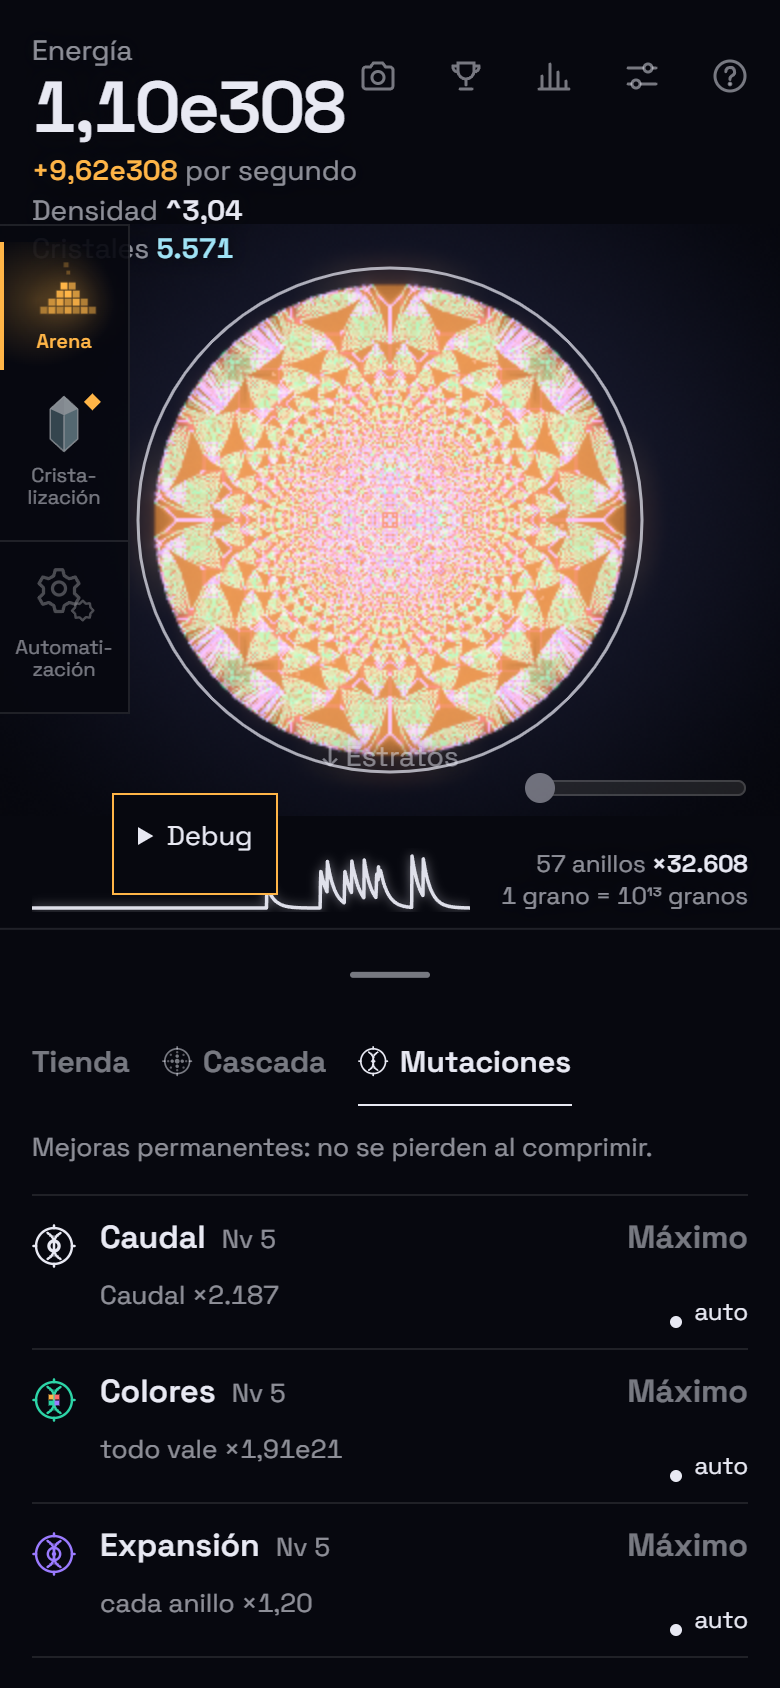 Energía
1,10e308
+9,62e308 por segundo
Densidad ^3,04
Cristales 5.571
Arena
Crista-
lización
Automati-
zación
↓ Estratos
▶ Debug
57 anillos ×32.608
1 grano = 10¹³ granos
Tienda Cascada Mutaciones
Mejoras permanentes: no se pierden al comprimir.
Caudal Nv 5 Máximo
Caudal ×2.187
auto
Colores Nv 5 Máximo
todo vale ×1,91e21
auto
Expansión Nv 5 Máximo
cada anillo ×1,20
auto